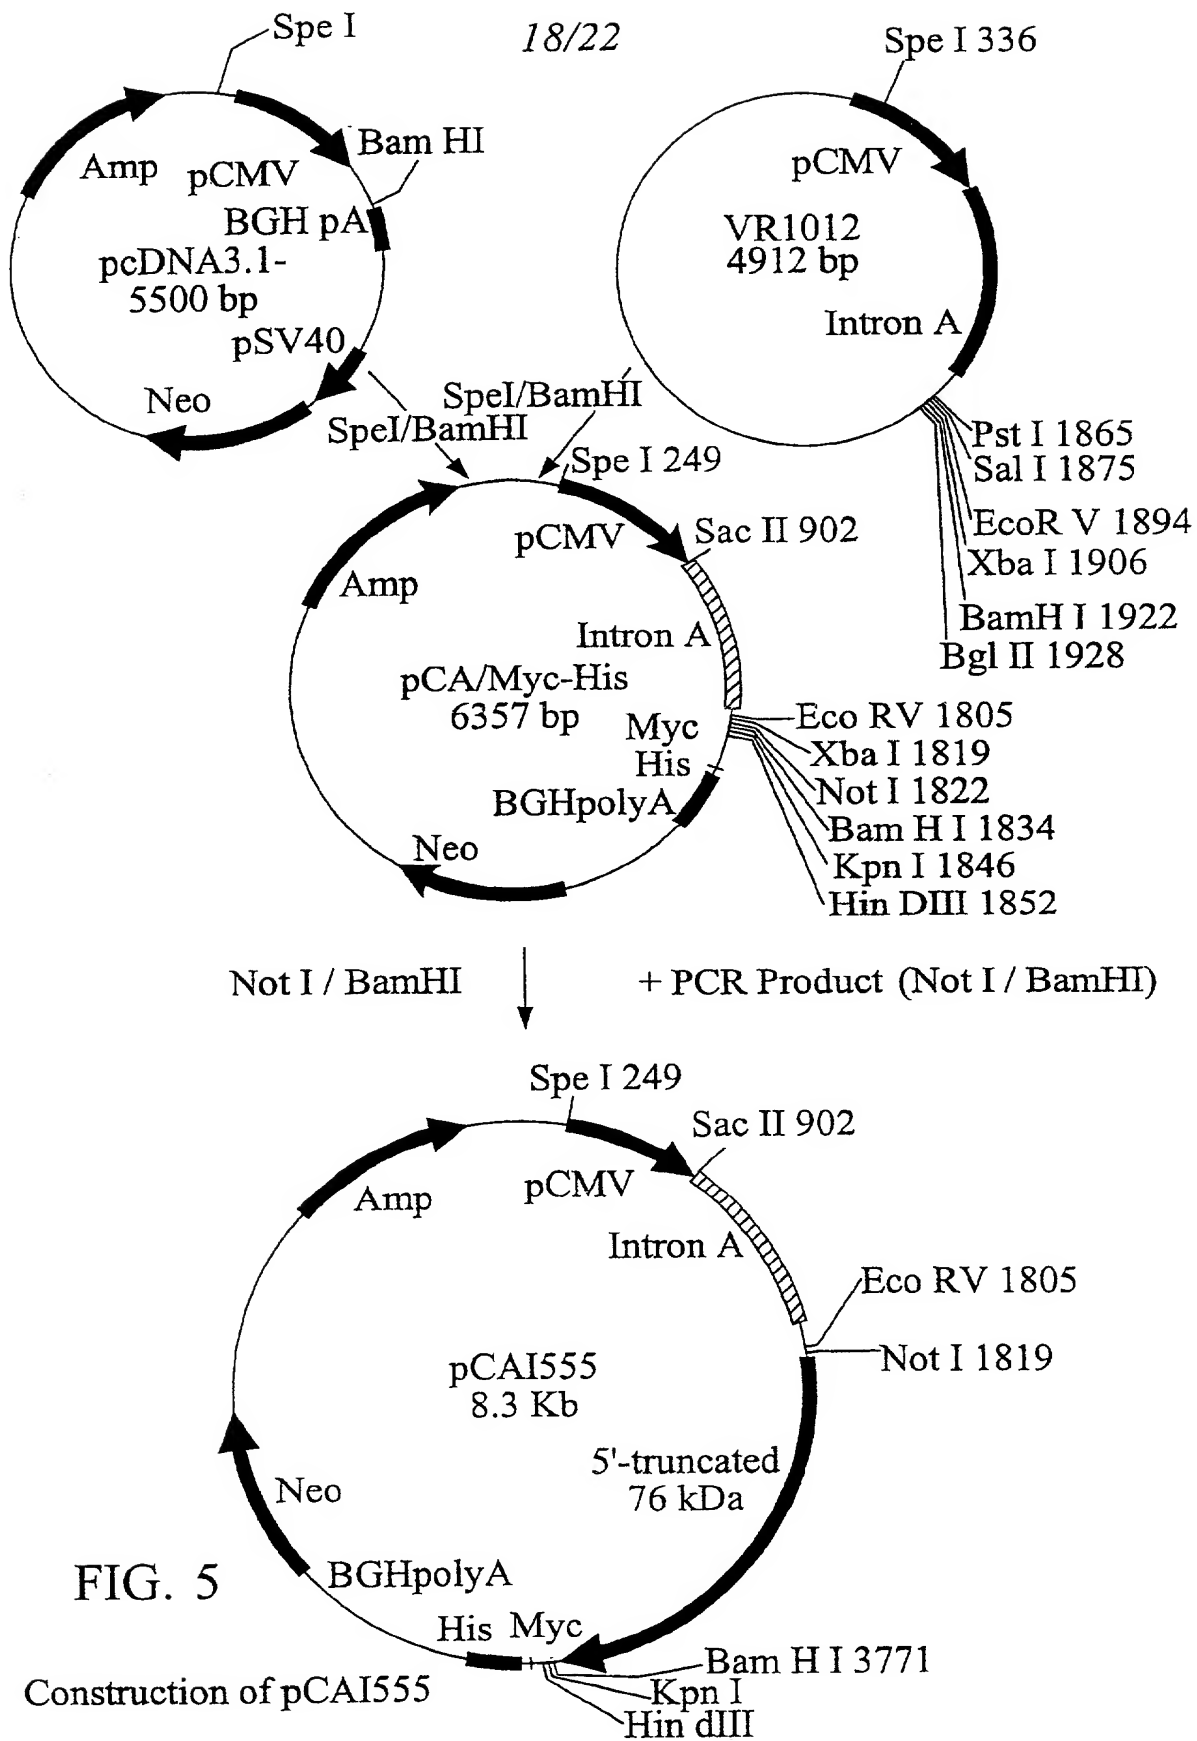 18/22
Spe I
Amp
pCMV
Bam HI
BGH pA
pcDNA3.1-
5500 bp
pSV40
Neo
SpeI/BamHI
Spe I 336
pCMV
VR1012
4912 bp
Intron A
SpeI/BamHI
Pst I 1865
Sal I 1875
EcoR V 1894
Xba I 1906
BamH I 1922
Bgl II 1928
Spe I 249
pCMV
Sac II 902
Amp
Intron A
pCA/Myc-His
6357 bp
Myc
His
BGHpolyA
Neo
Eco RV 1805
Xba I 1819
Not I 1822
Bam H I 1834
Kpn I 1846
Hin DIII 1852
Not I / BamHI
+ PCR Product (Not I / BamHI)
Spe I 249
Sac II 902
Amp
pCMV
Intron A
Eco RV 1805
Not I 1819
pCAI555
8.3 Kb
5'-truncated
76 kDa
Neo
BGHpolyA
His Myc
Bam H I 3771
Kpn I
Hin dIII
FIG. 5
Construction of pCAI555